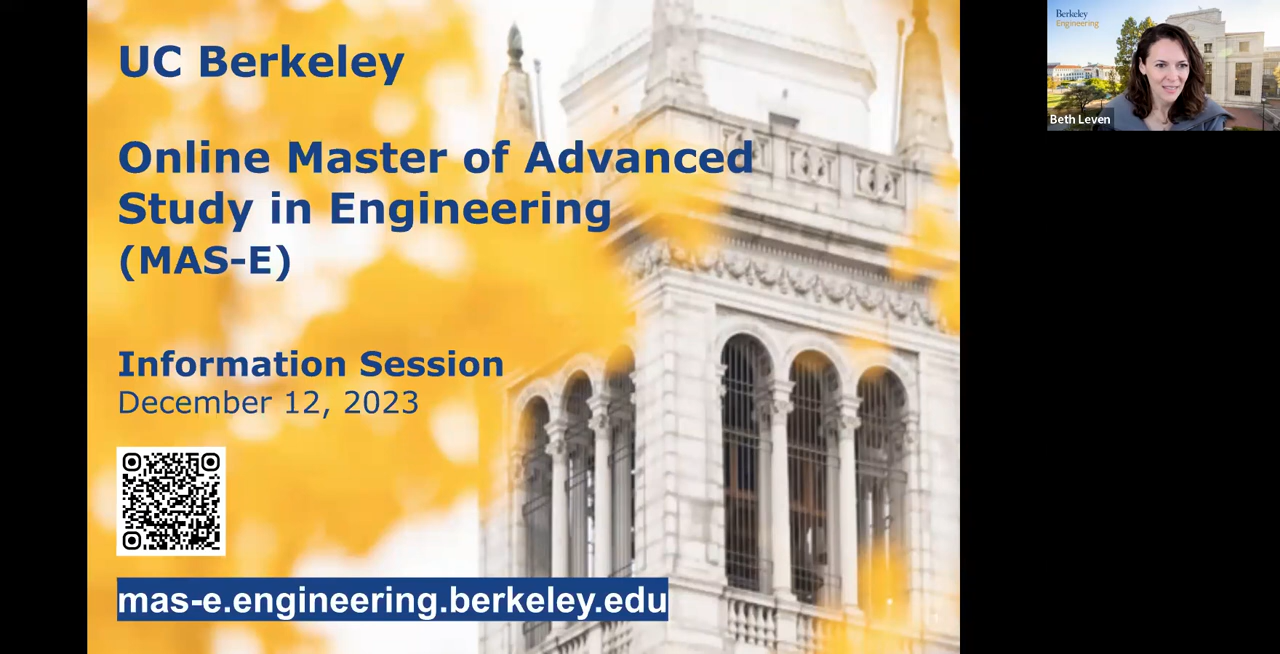 UC Berkeley
Online Master of Advanced
Study in Engineering
(MAS-E)
Information Session
December 12, 2023
mas-e.engineering.berkeley.edu
Berkeley
Engineering
Beth Leven